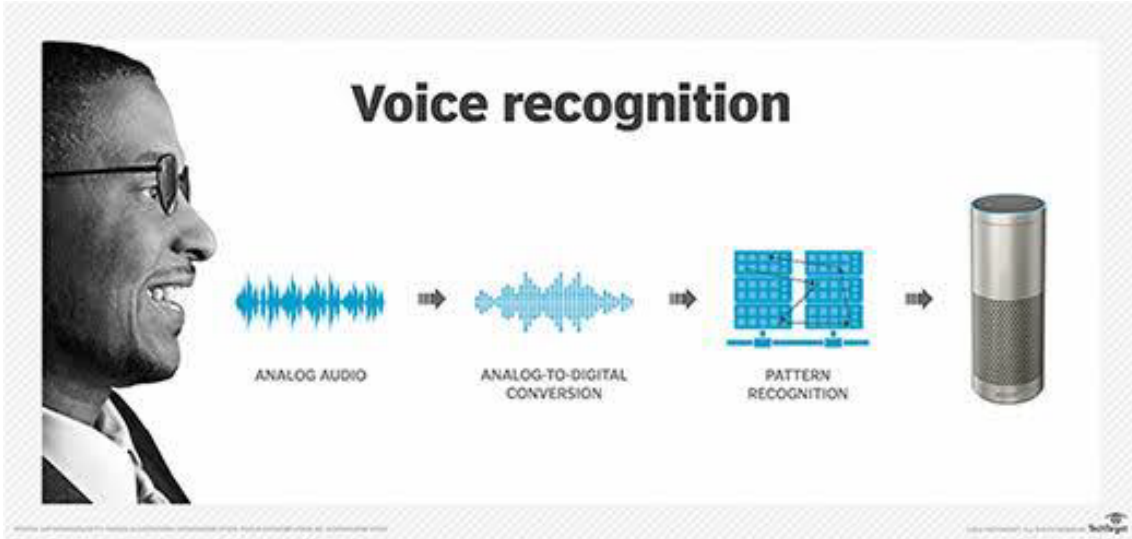 Voice recognition
ANALOG AUDIO
ANALOG-TO-DIGITAL
CONVERSION
PATTERN
RECOGNITION
TechTarget